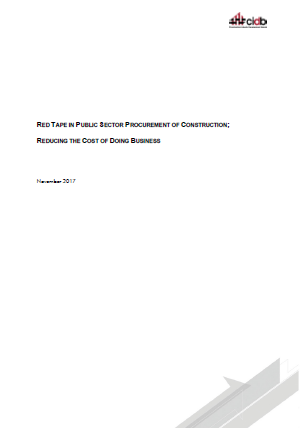 cidb
RED TAPE IN PUBLIC SECTOR PROCUREMENT OF CONSTRUCTION;
REDUCING THE COST OF DOING BUSINESS
November 2017